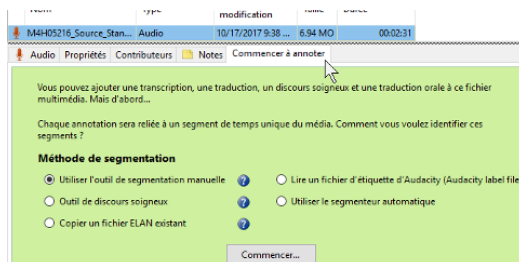 Nom Type modification Taille Durée
M4H05216_Source_Stan... Audio 10/17/2017 9:38 ... 6.94 MO 00:02:31
Audio Propriétés Contributeurs Notes Commencer à annoter
Vous pouvez ajouter une transcription, une traduction, un discours soigneux et une traduction orale à ce fichier
multimédia. Mais d'abord...
Chaque annotation sera reliée à un segment de temps unique du média. Comment vous voulez identifier ces
segments ?
Méthode de segmentation
Utiliser l'outil de segmentation manuelle ? Lire un fichier d'étiquette d'Audacity (Audacity label file
Outil de discours soigneux ? Utiliser le segmenteur automatique
Copier un fichier ELAN existant ?
Commencer...